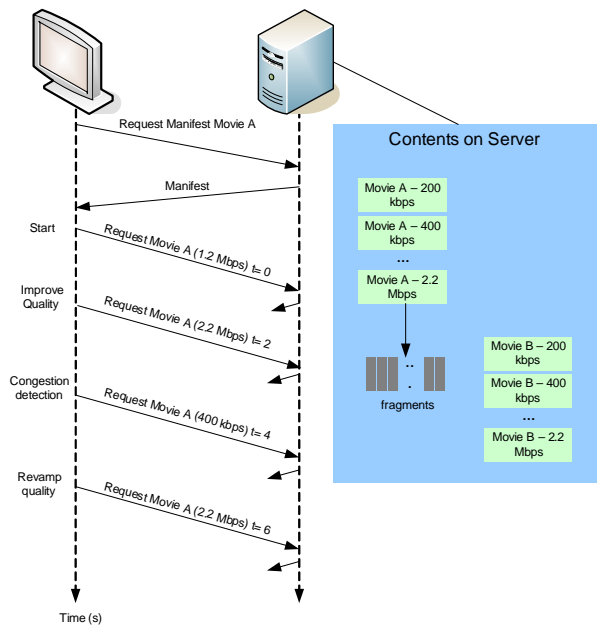 Request Manifest Movie A
Manifest
Start
Request Movie A (1.2 Mbps) t= 0
Improve
Quality
Request Movie A (2.2 Mbps) t= 2
Congestion
detection
Request Movie A (400 kbps) t= 4
Revamp
quality
Request Movie A (2.2 Mbps) t= 6
Time (s)
Contents on Server
Movie A – 200
kbps
Movie A – 400
kbps
...
Movie A – 2.2
Mbps
..
.
fragments
Movie B – 200
kbps
Movie B – 400
kbps
...
Movie B – 2.2
Mbps